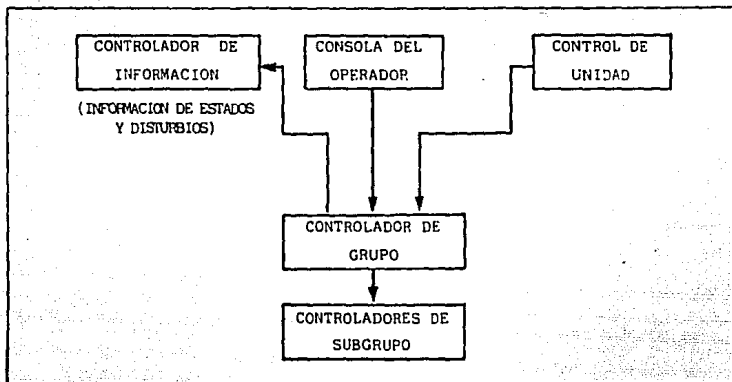 CONTROLADOR DE
INFORMACION
(INFORMACION DE ESTADOS
Y DISTURBIOS)
CONSOLA DEL
OPERADOR
CONTROL DE
UNIDAD
CONTROLADOR DE
GRUPO
CONTROLADORES DE
SUBGRUPO